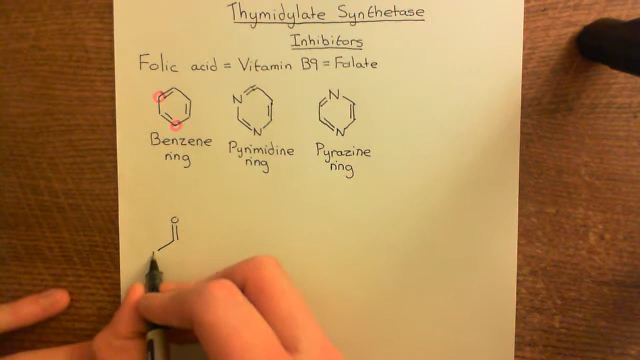 Thymidylate Synthetase
Inhibitors
Folic acid = Vitamin B9 = Folate
N N
N N
Benzene ring
Pyrimidine ring
Pyrazine ring
O